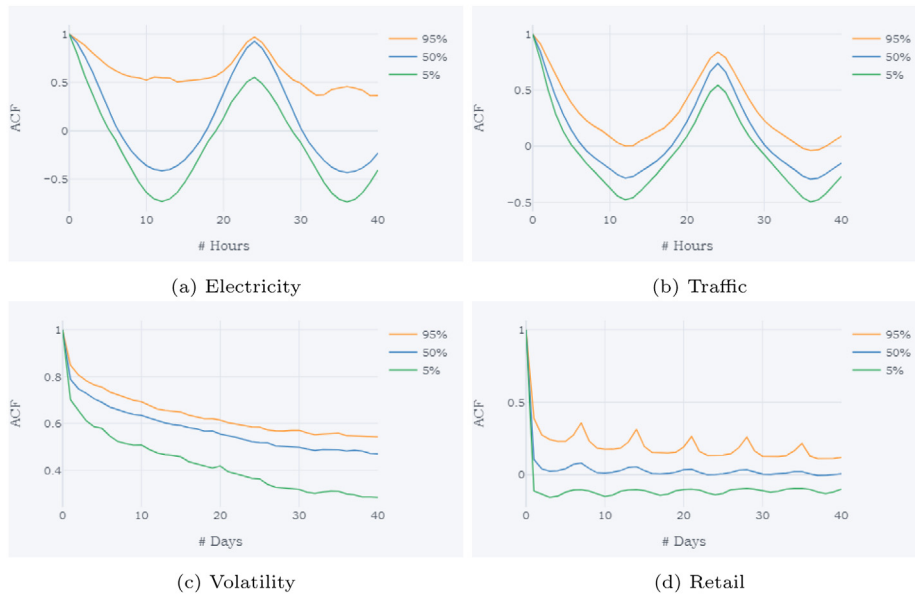 1
0.5
0
−0.5
ACF
0 10 20 30 40
# Hours
95%
50%
5%
(a) Electricity
1
0.5
0
−0.5
ACF
0 10 20 30 40
# Hours
95%
50%
5%
(b) Traffic
1
0.8
0.6
0.4
ACF
0 10 20 30 40
# Days
95%
50%
5%
(c) Volatility
1
0.5
0
ACF
0 10 20 30 40
# Days
95%
50%
5%
(d) Retail